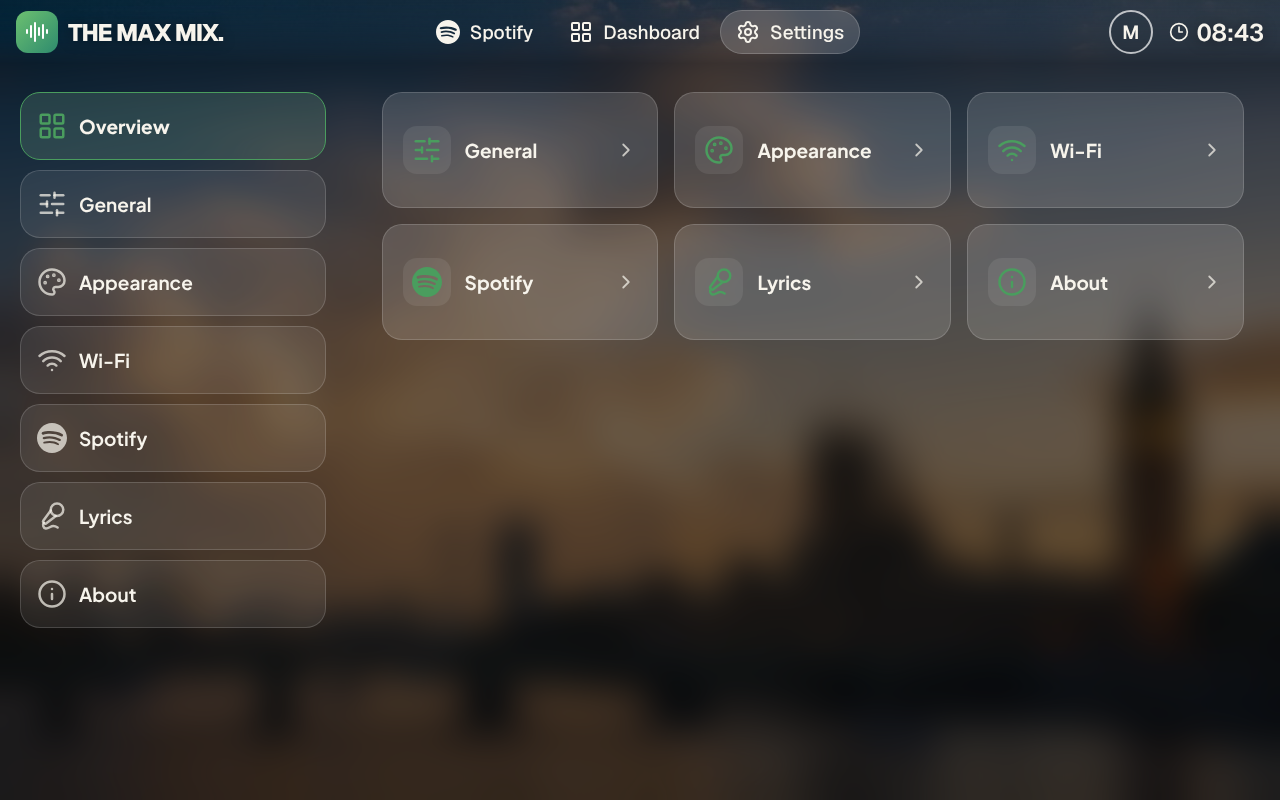 THE MAX MIX.
Spotify
Dashboard
Settings
M
08:43
Overview
General
Appearance
Wi-Fi
Spotify
Lyrics
About
General
Appearance
Wi-Fi
Spotify
Lyrics
About